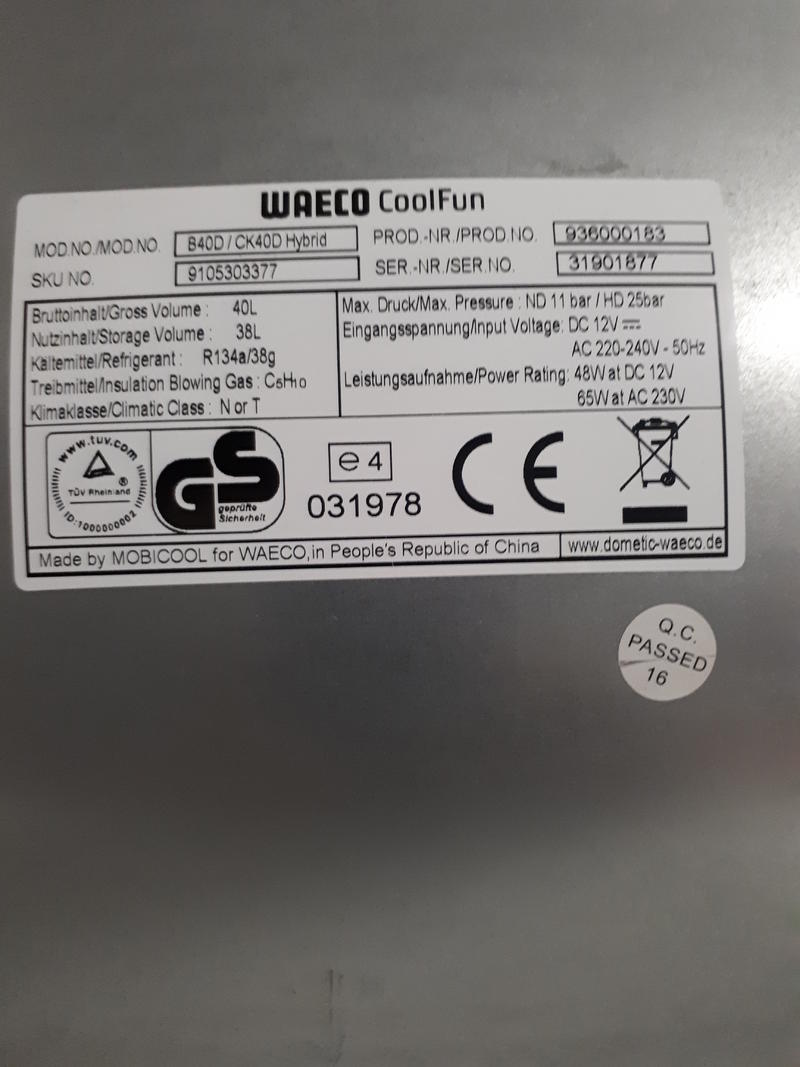 WAECO CoolFun
MOD.NO./MOD.NO. B40D / CK40D Hybrid
PROD.-NR./PROD.NO. 936000183
SKU NO. 9105303377
SER.-NR./SER.NO. 31901877
Bruttoinhalt/Gross Volume : 40L
Nutzinhalt/Storage Volume : 38L
Kältemittel/Refrigerant : R134a/38g
Treibmittel/Insulation Blowing Gas : C5H10
Klimaklasse/Climatic Class : N or T
Max. Druck/Max. Pressure : ND 11 bar / HD 25bar
Eingangsspannung/Input Voltage: DC 12V
AC 220-240V - 50Hz
Leistungsaufnahme/Power Rating: 48W at DC 12V
65W at AC 230V
www.tuv.com
TÜV Rheinland ®
ID:1000000002
GS
geprüfte
Sicherheit
e4
031978
CE
Made by MOBICOOL for WAECO,in People's Republic of China
www.dometic-waeco.de
Q.C.
PASSED
16